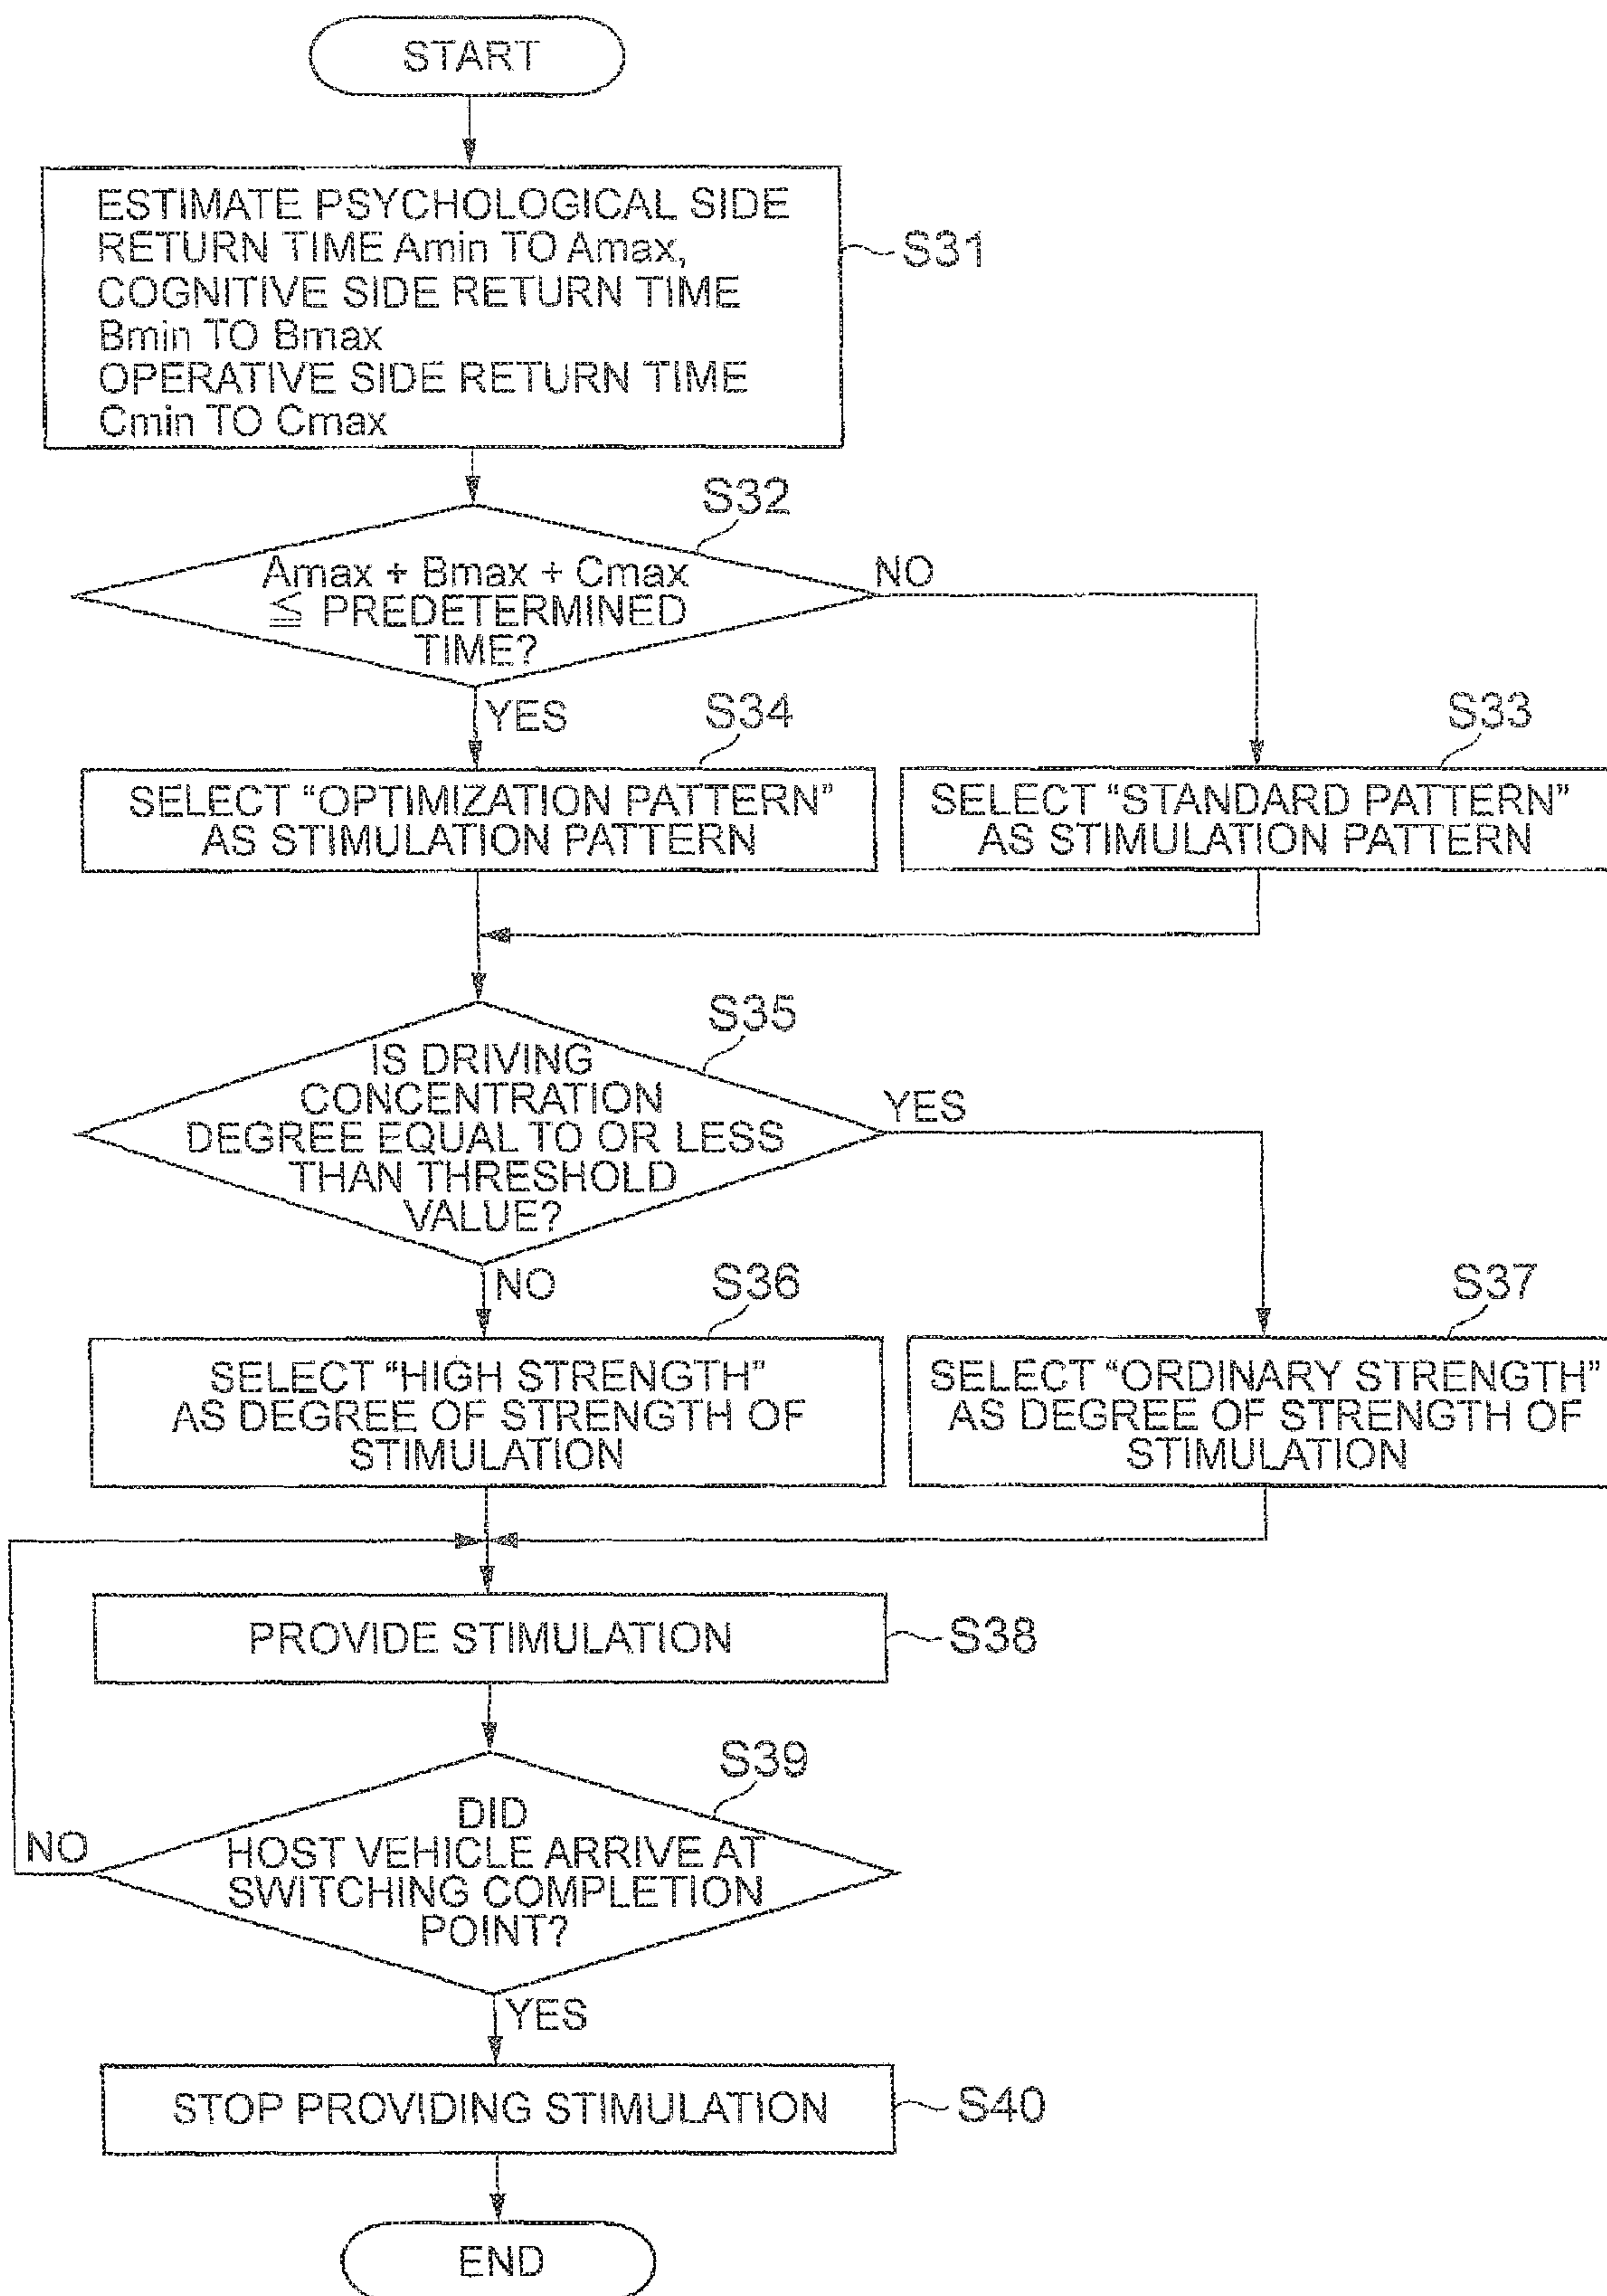 START
ESTIMATE PSYCHOLOGICAL SIDE
RETURN TIME Amin TO Amax,
COGNITIVE SIDE RETURN TIME
Bmin TO Bmax
OPERATIVE SIDE RETURN TIME
Cmin TO Cmax
S31
S32
Amax + Bmax + Cmax
≦ PREDETERMINED
TIME?
NO
YES
S34
S33
SELECT “OPTIMIZATION PATTERN”
AS STIMULATION PATTERN
SELECT “STANDARD PATTERN”
AS STIMULATION PATTERN
S35
IS DRIVING
CONCENTRATION
DEGREE EQUAL TO OR LESS
THAN THRESHOLD
VALUE?
YES
NO
S36
S37
SELECT “HIGH STRENGTH”
AS DEGREE OF STRENGTH OF
STIMULATION
SELECT “ORDINARY STRENGTH”
AS DEGREE OF STRENGTH OF
STIMULATION
PROVIDE STIMULATION
S38
S39
DID
HOST VEHICLE ARRIVE AT
SWITCHING COMPLETION
POINT?
NO
YES
STOP PROVIDING STIMULATION
S40
END